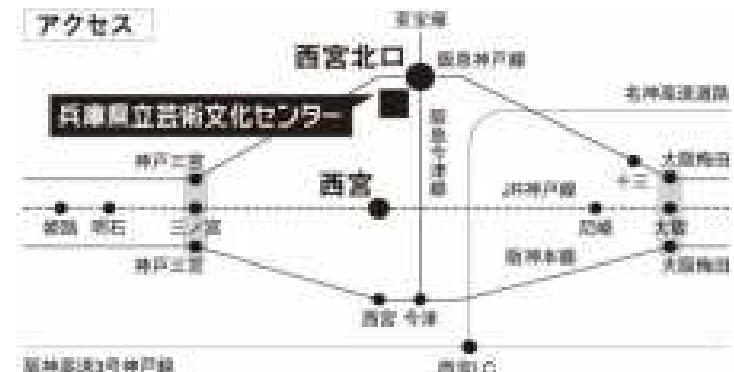 アクセス
宝塚線
西宮北口
阪急神戸線
名神高速道路
兵庫県立芸術文化センター
阪急今津線
神戸三宮
大阪梅田
十三
西宮
JR神戸線
姫路
明石
三ノ宮
尼崎
大阪
神戸三宮
阪神本線
大阪梅田
西宮
今津
阪神高速3号神戸線
西宮I.C